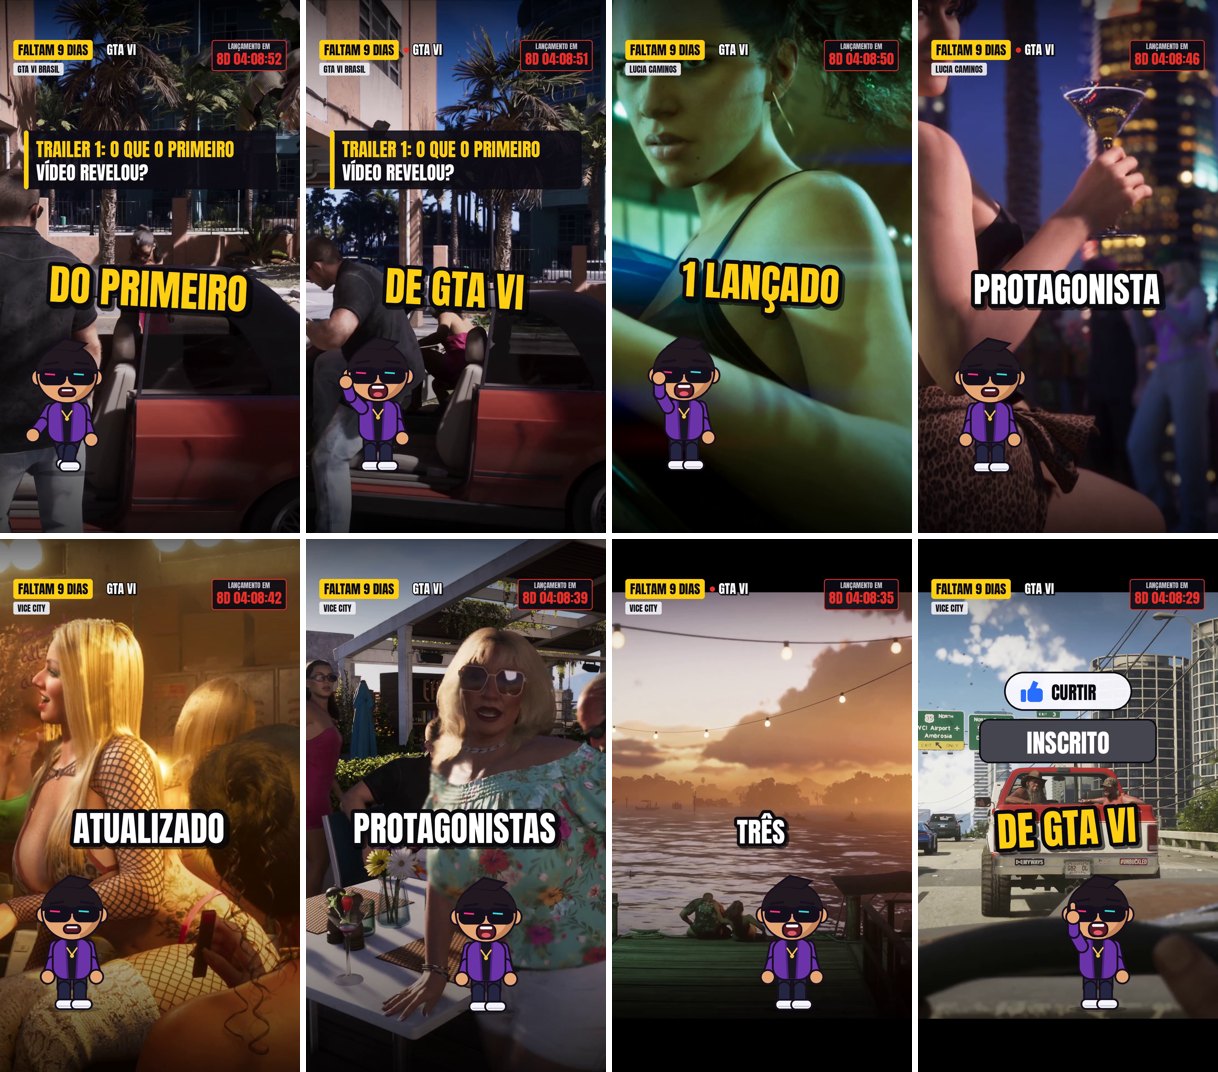 FALTAM 9 DIAS
GTA VI
LANÇAMENTO EM
8D 04:08:52
GTA VI BRASIL
TRAILER 1: O QUE O PRIMEIRO
VÍDEO REVELOU?
DO PRIMEIRO
FALTAM 9 DIAS
GTA VI
LANÇAMENTO EM
8D 04:08:51
GTA VI BRASIL
TRAILER 1: O QUE O PRIMEIRO
VÍDEO REVELOU?
DE GTA VI
FALTAM 9 DIAS
GTA VI
LANÇAMENTO EM
8D 04:08:50
LUCIA CAMINOS
1 LANÇADO
FALTAM 9 DIAS
GTA VI
LANÇAMENTO EM
8D 04:08:46
LUCIA CAMINOS
PROTAGONISTA
FALTAM 9 DIAS
GTA VI
LANÇAMENTO EM
8D 04:08:42
VICE CITY
ATUALIZADO
FALTAM 9 DIAS
GTA VI
LANÇAMENTO EM
8D 04:08:39
VICE CITY
PROTAGONISTAS
FALTAM 9 DIAS
GTA VI
LANÇAMENTO EM
8D 04:08:35
VICE CITY
TRÊS
FALTAM 9 DIAS
GTA VI
LANÇAMENTO EM
8D 04:08:29
VICE CITY
CURTIR
INSCRITO
NORTH
VCI Airport
Ambrosia
DE GTA VI